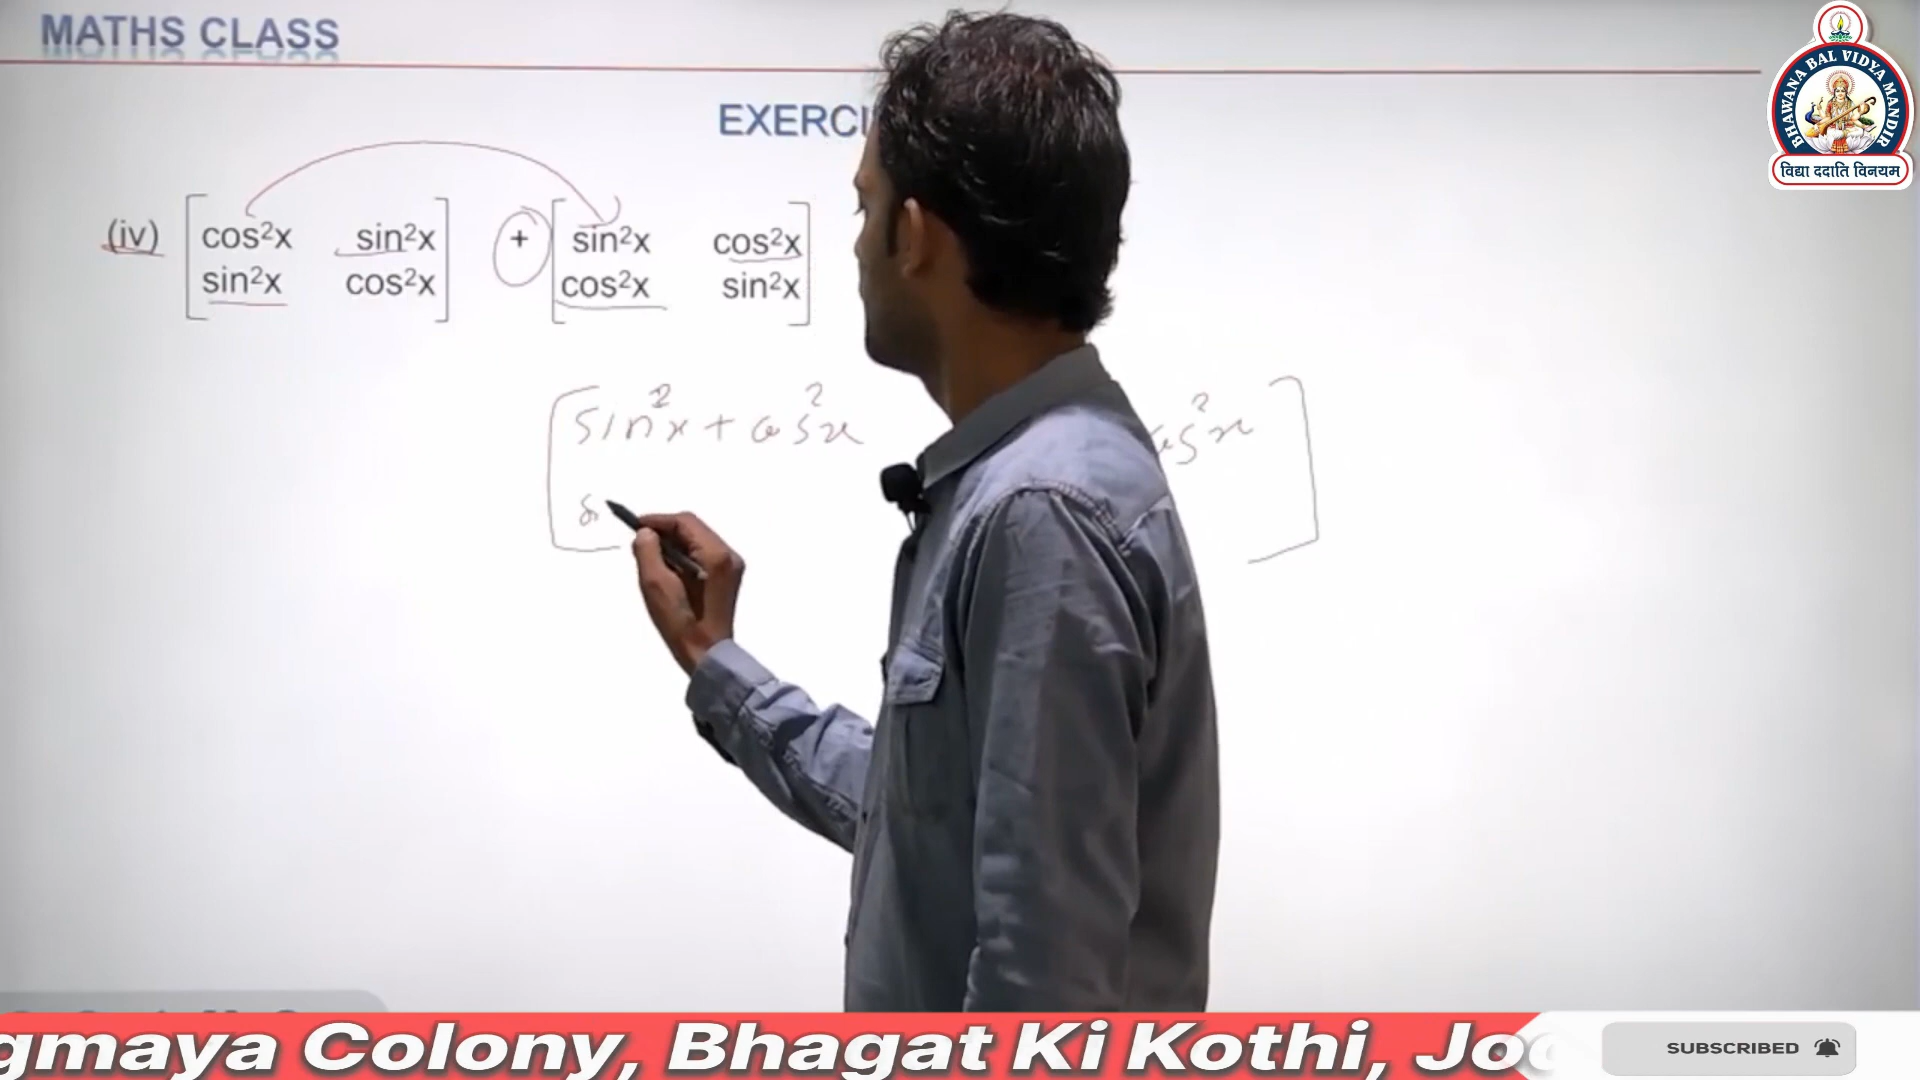 MATHS CLASS
BHAWANA BAL VIDYA MANDIR
विद्या ददाति विनयम
EXERCI
(iv) [cos²x sin²x] + [sin²x cos²x]
[sin²x cos²x] [cos²x sin²x]
sin²x + cos²x cos²x
gmaya Colony, Bhagat Ki Kothi, Jo
SUBSCRIBED